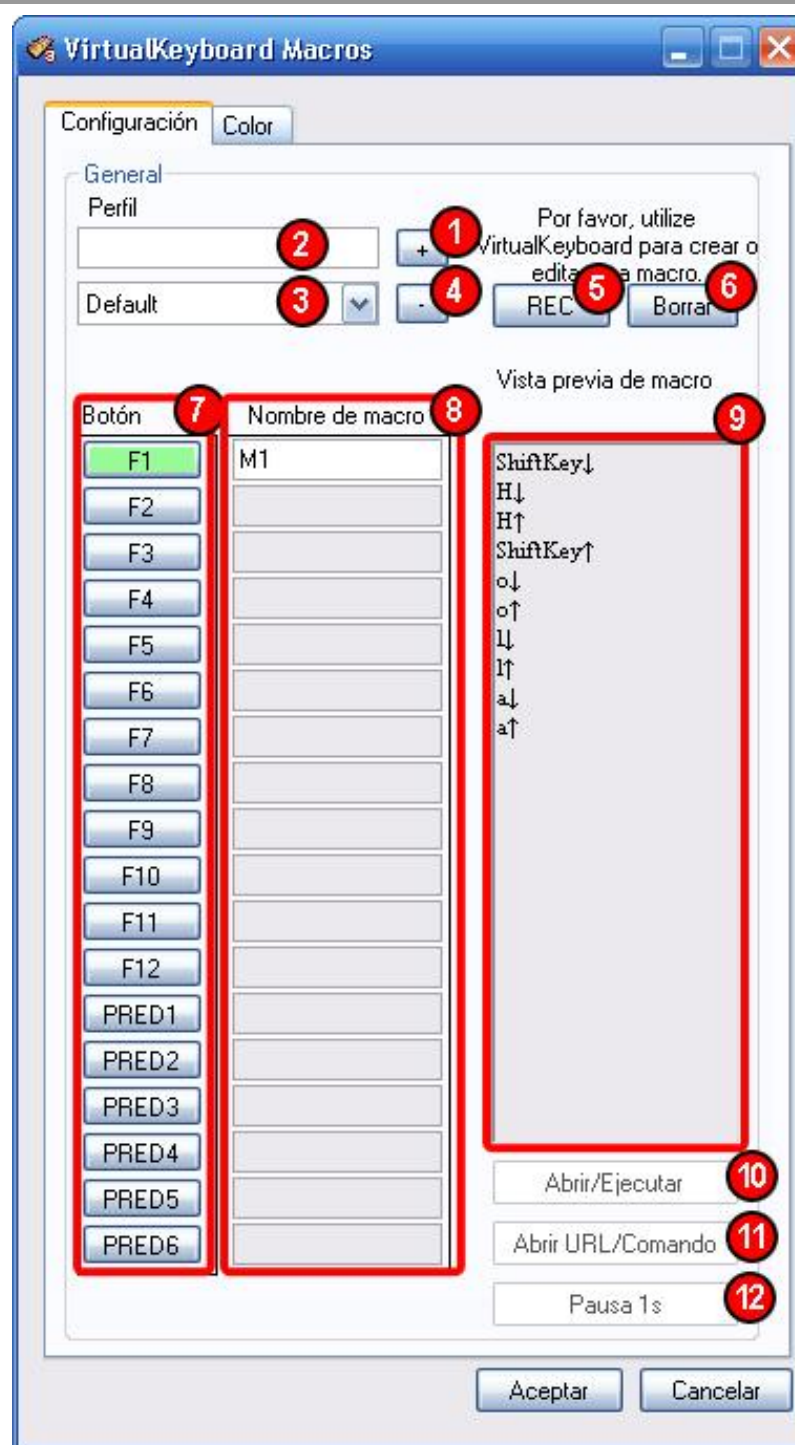 VirtualKeyboard Macros
Configuración Color
General
Perfil
2
+ 1
Por favor, utilize
VirtualKeyboard para crear o
edita a macro.
Default 3
- 4
REC 5
Borrar 6
Vista previa de macro
Botón 7
Nombre de macro 8
9
F1 M1
F2
F3
F4
F5
F6
F7
F8
F9
F10
F11
F12
PRED1
PRED2
PRED3
PRED4
PRED5
PRED6
ShiftKey↓
H↓
H↑
ShiftKey↑
o↓
o↑
l↓
l↑
a↓
a↑
Abrir/Ejecutar 10
Abrir URL/Comando 11
Pausa 1s 12
Aceptar Cancelar